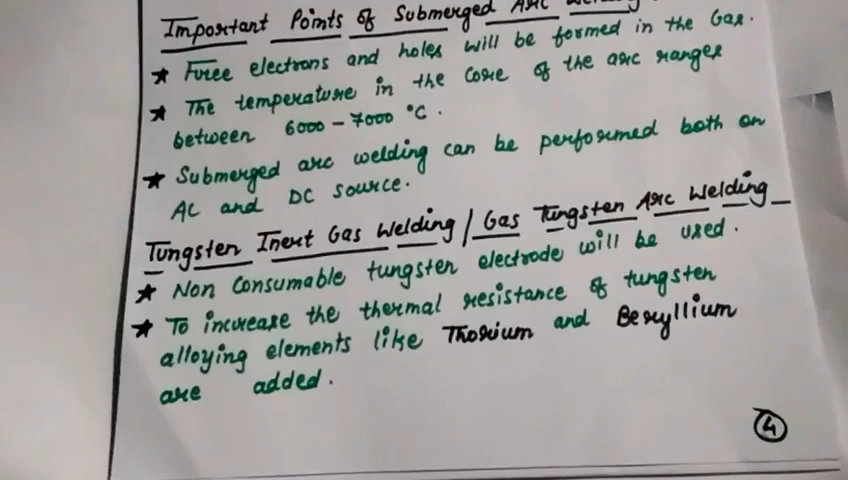 Important Points of Submerged Arc Welding
★ Free electrons and holes will be formed in the Gas.
★ The temperature in the core of the arc ranges
between 6000 - 7000 °C.
★ Submerged arc welding can be performed both on
AC and DC source.
Tungsten Inert Gas Welding / Gas Tungsten Arc Welding
★ Non Consumable tungsten electrode will be used.
★ To increase the thermal resistance of tungsten
alloying elements like Thorium and Beryllium
are added.
4